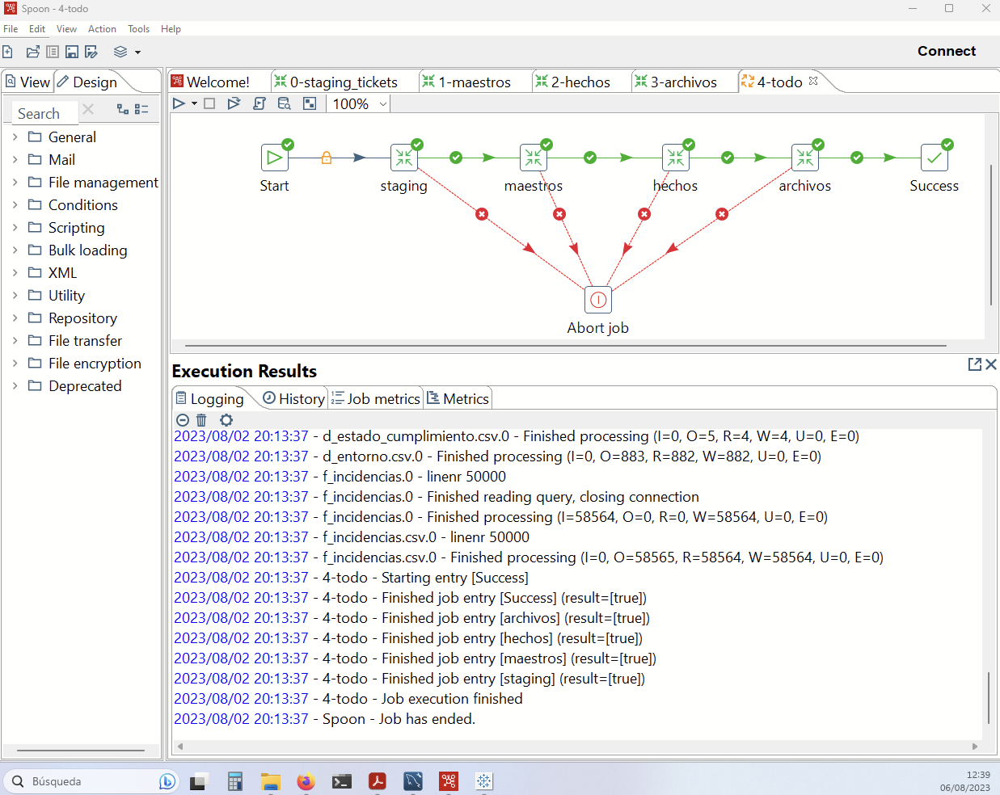 Spoon - 4-todo
File Edit View Action Tools Help
Connect
View Design
Welcome! 0-staging_tickets 1-maestros 2-hechos 3-archivos 4-todo
100%
Search
General
Mail
File management
Conditions
Scripting
Bulk loading
XML
Utility
Repository
File transfer
File encryption
Deprecated
Start staging maestros hechos archivos Success
Abort job
Execution Results
Logging History Job metrics Metrics
2023/08/02 20:13:37 - d_estado_cumplimiento.csv.0 - Finished processing (I=0, O=5, R=4, W=4, U=0, E=0)
2023/08/02 20:13:37 - d_entorno.csv.0 - Finished processing (I=0, O=883, R=882, W=882, U=0, E=0)
2023/08/02 20:13:37 - f_incidencias.0 - linenr 50000
2023/08/02 20:13:37 - f_incidencias.0 - Finished reading query, closing connection
2023/08/02 20:13:37 - f_incidencias.0 - Finished processing (I=58564, O=0, R=0, W=58564, U=0, E=0)
2023/08/02 20:13:37 - f_incidencias.csv.0 - linenr 50000
2023/08/02 20:13:37 - f_incidencias.csv.0 - Finished processing (I=0, O=58565, R=58564, W=58564, U=0, E=0)
2023/08/02 20:13:37 - 4-todo - Starting entry [Success]
2023/08/02 20:13:37 - 4-todo - Finished job entry [Success] (result=[true])
2023/08/02 20:13:37 - 4-todo - Finished job entry [archivos] (result=[true])
2023/08/02 20:13:37 - 4-todo - Finished job entry [hechos] (result=[true])
2023/08/02 20:13:37 - 4-todo - Finished job entry [maestros] (result=[true])
2023/08/02 20:13:37 - 4-todo - Finished job entry [staging] (result=[true])
2023/08/02 20:13:37 - 4-todo - Job execution finished
2023/08/02 20:13:37 - Spoon - Job has ended.
Búsqueda
12:39
06/08/2023